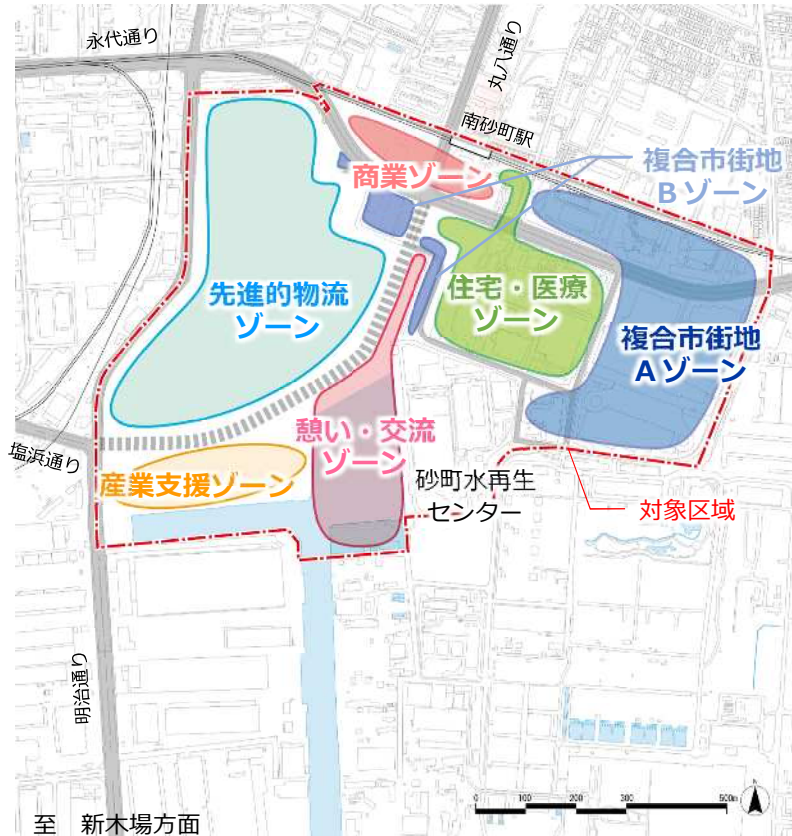 永代通り
丸八通り
南砂町駅
商業ゾーン
複合市街地
Bゾーン
先進的物流
ゾーン
住宅・医療
ゾーン
複合市街地
Aゾーン
塩浜通り
憩い・交流
ゾーン
産業支援ゾーン
砂町水再生
センター
対象区域
明治通り
至 新木場方面
0 100 200 300 500m